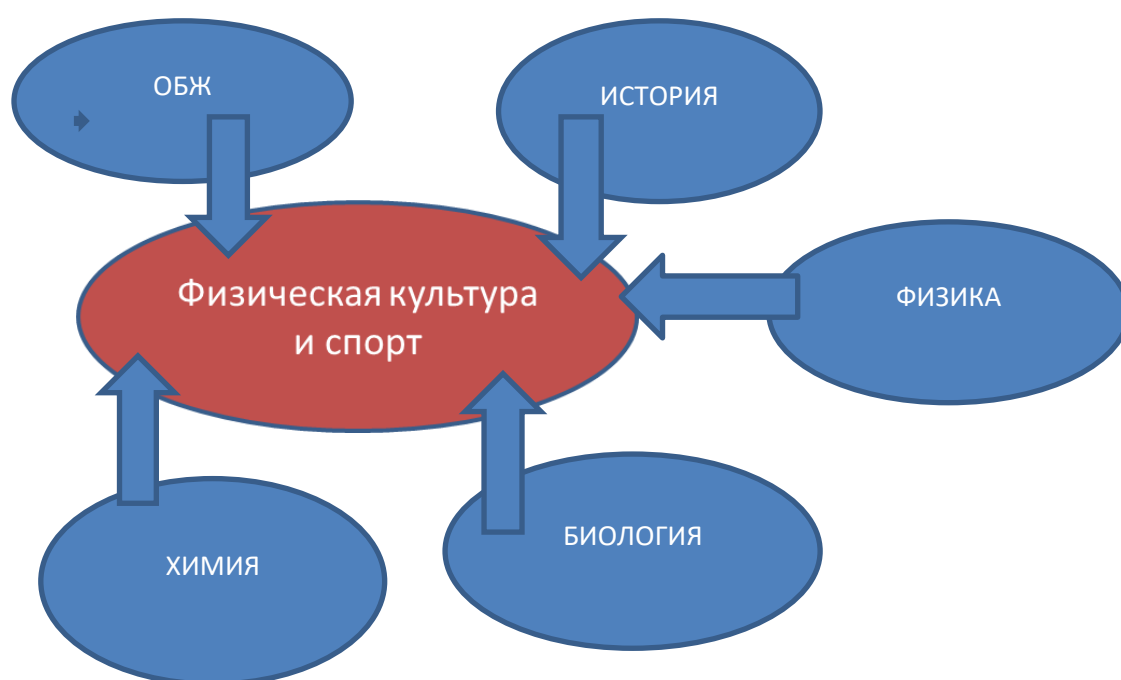 ОБЖ
ИСТОРИЯ
Физическая культура
и спорт
ФИЗИКА
ХИМИЯ
БИОЛОГИЯ